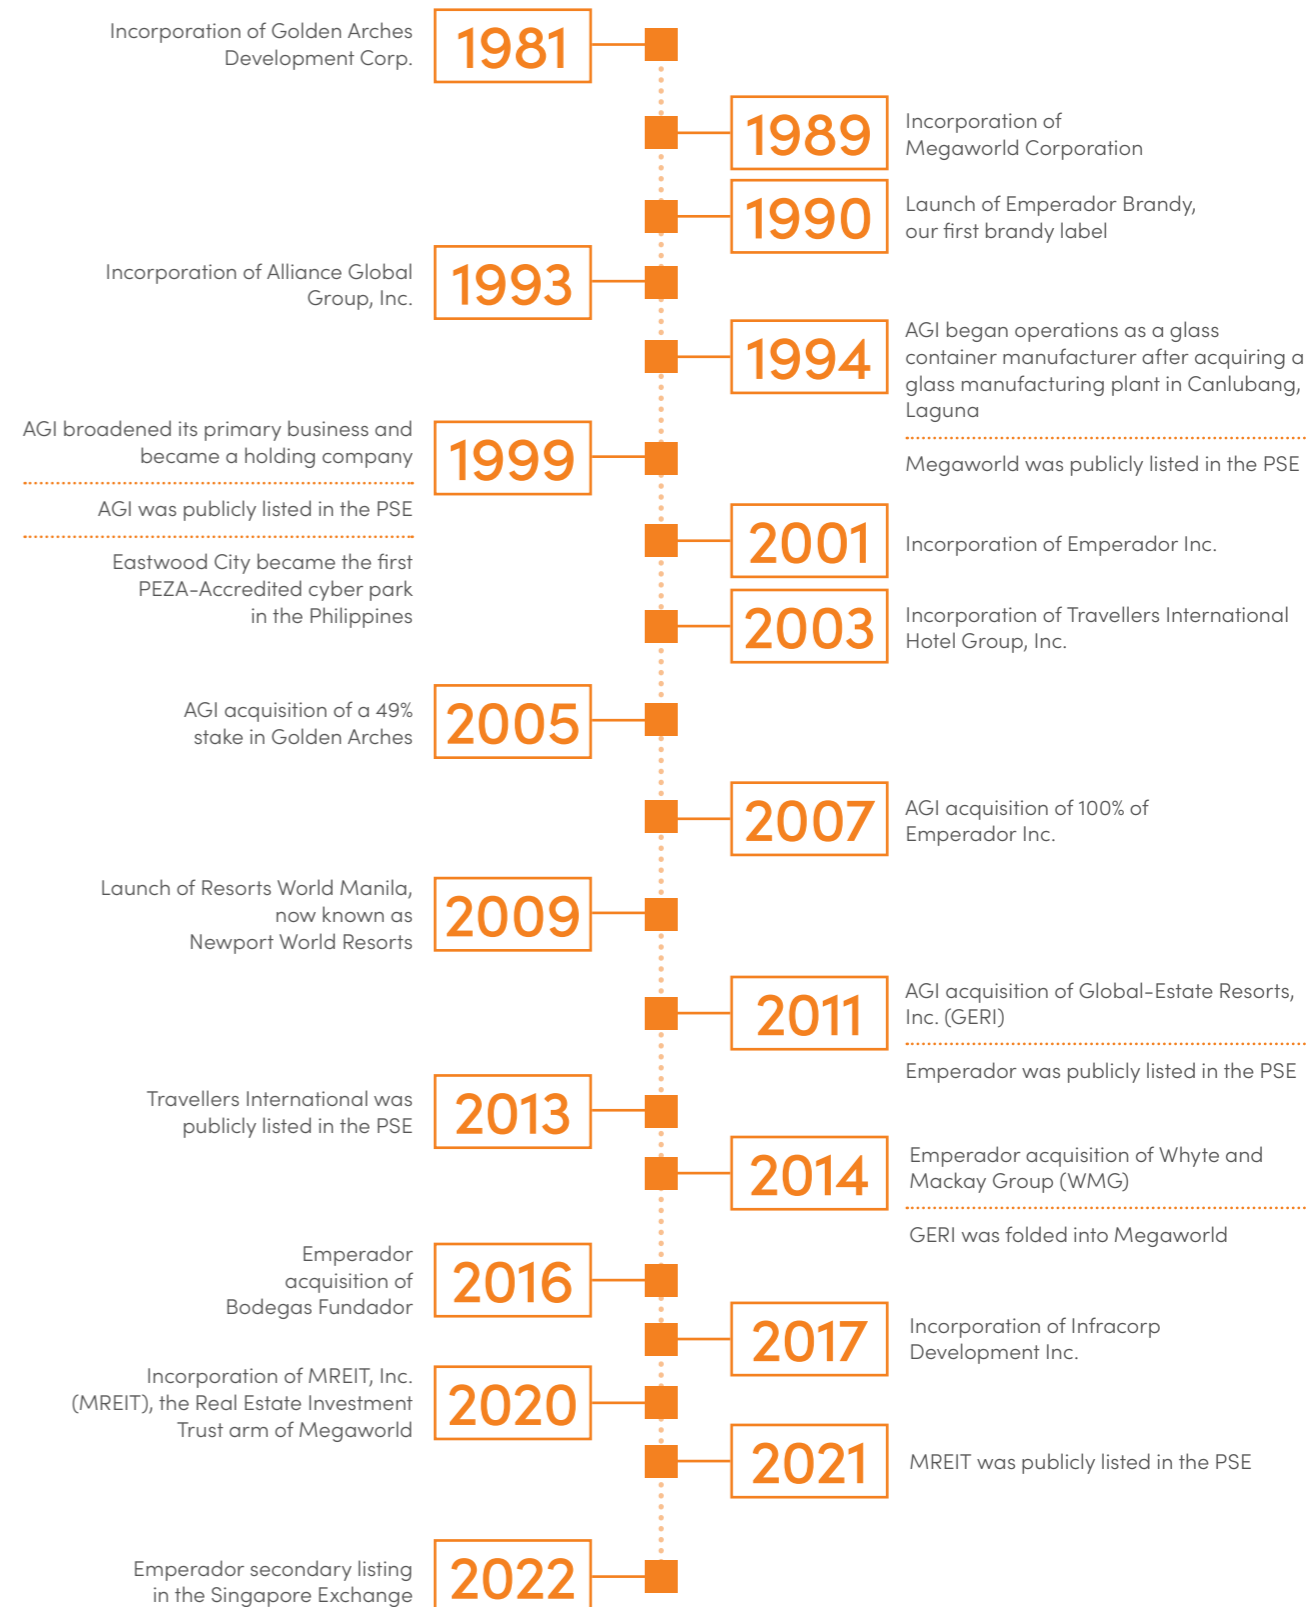 Incorporation of Golden Arches
Development Corp.
1981
1989
Incorporation of
Megaworld Corporation
1990
Launch of Emperador Brandy,
our first brandy label
Incorporation of Alliance Global
Group, Inc.
1993
1994
AGI began operations as a glass
container manufacturer after acquiring a
glass manufacturing plant in Canlubang,
Laguna
Megaworld was publicly listed in the PSE
AGI broadened its primary business and
became a holding company
1999
AGI was publicly listed in the PSE
Eastwood City became the first
PEZA-Accredited cyber park
in the Philippines
2001
Incorporation of Emperador Inc.
2003
Incorporation of Travellers International
Hotel Group, Inc.
AGI acquisition of a 49%
stake in Golden Arches
2005
2007
AGI acquisition of 100% of
Emperador Inc.
Launch of Resorts World Manila,
now known as
Newport World Resorts
2009
2011
AGI acquisition of Global-Estate Resorts,
Inc. (GERI)
Emperador was publicly listed in the PSE
Travellers International was
publicly listed in the PSE
2013
2014
Emperador acquisition of Whyte and
Mackay Group (WMG)
GERI was folded into Megaworld
Emperador
acquisition of
Bodegas Fundador
2016
2017
Incorporation of Infracorp
Development Inc.
Incorporation of MREIT, Inc.
(MREIT), the Real Estate Investment
Trust arm of Megaworld
2020
2021
MREIT was publicly listed in the PSE
Emperador secondary listing
in the Singapore Exchange
2022